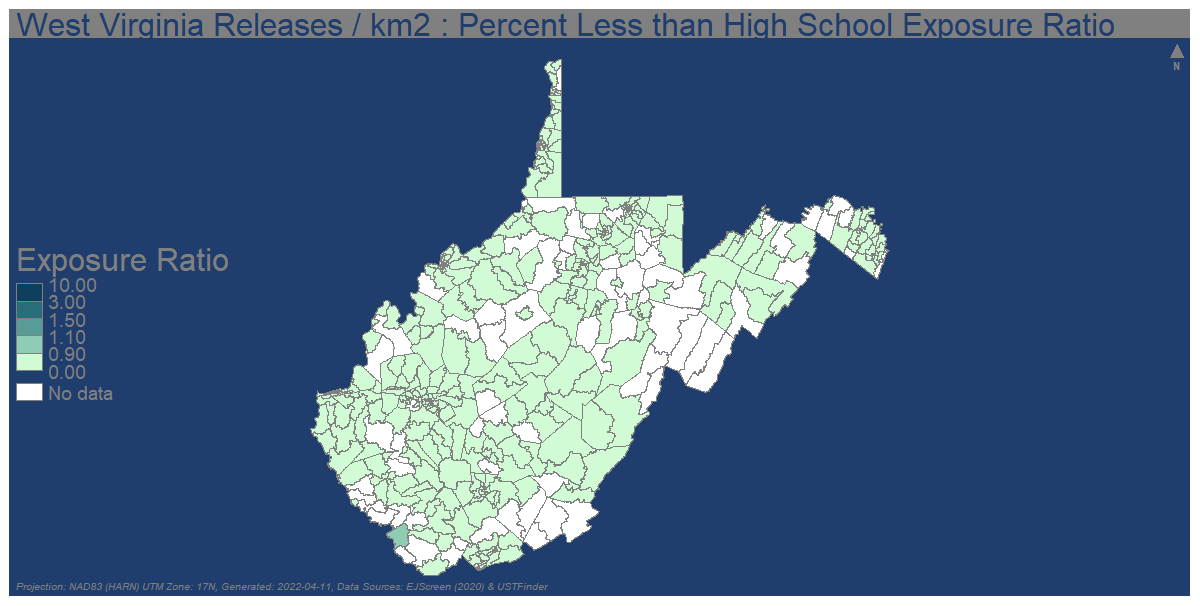 West Virginia Releases / km2 : Percent Less than High School Exposure Ratio
N
Exposure Ratio
10.00
3.00
1.50
1.10
0.90
0.00
No data
Projection: NAD83 (HARN) UTM Zone: 17N, Generated: 2022-04-11, Data Sources: EJScreen (2020) & USTFinder